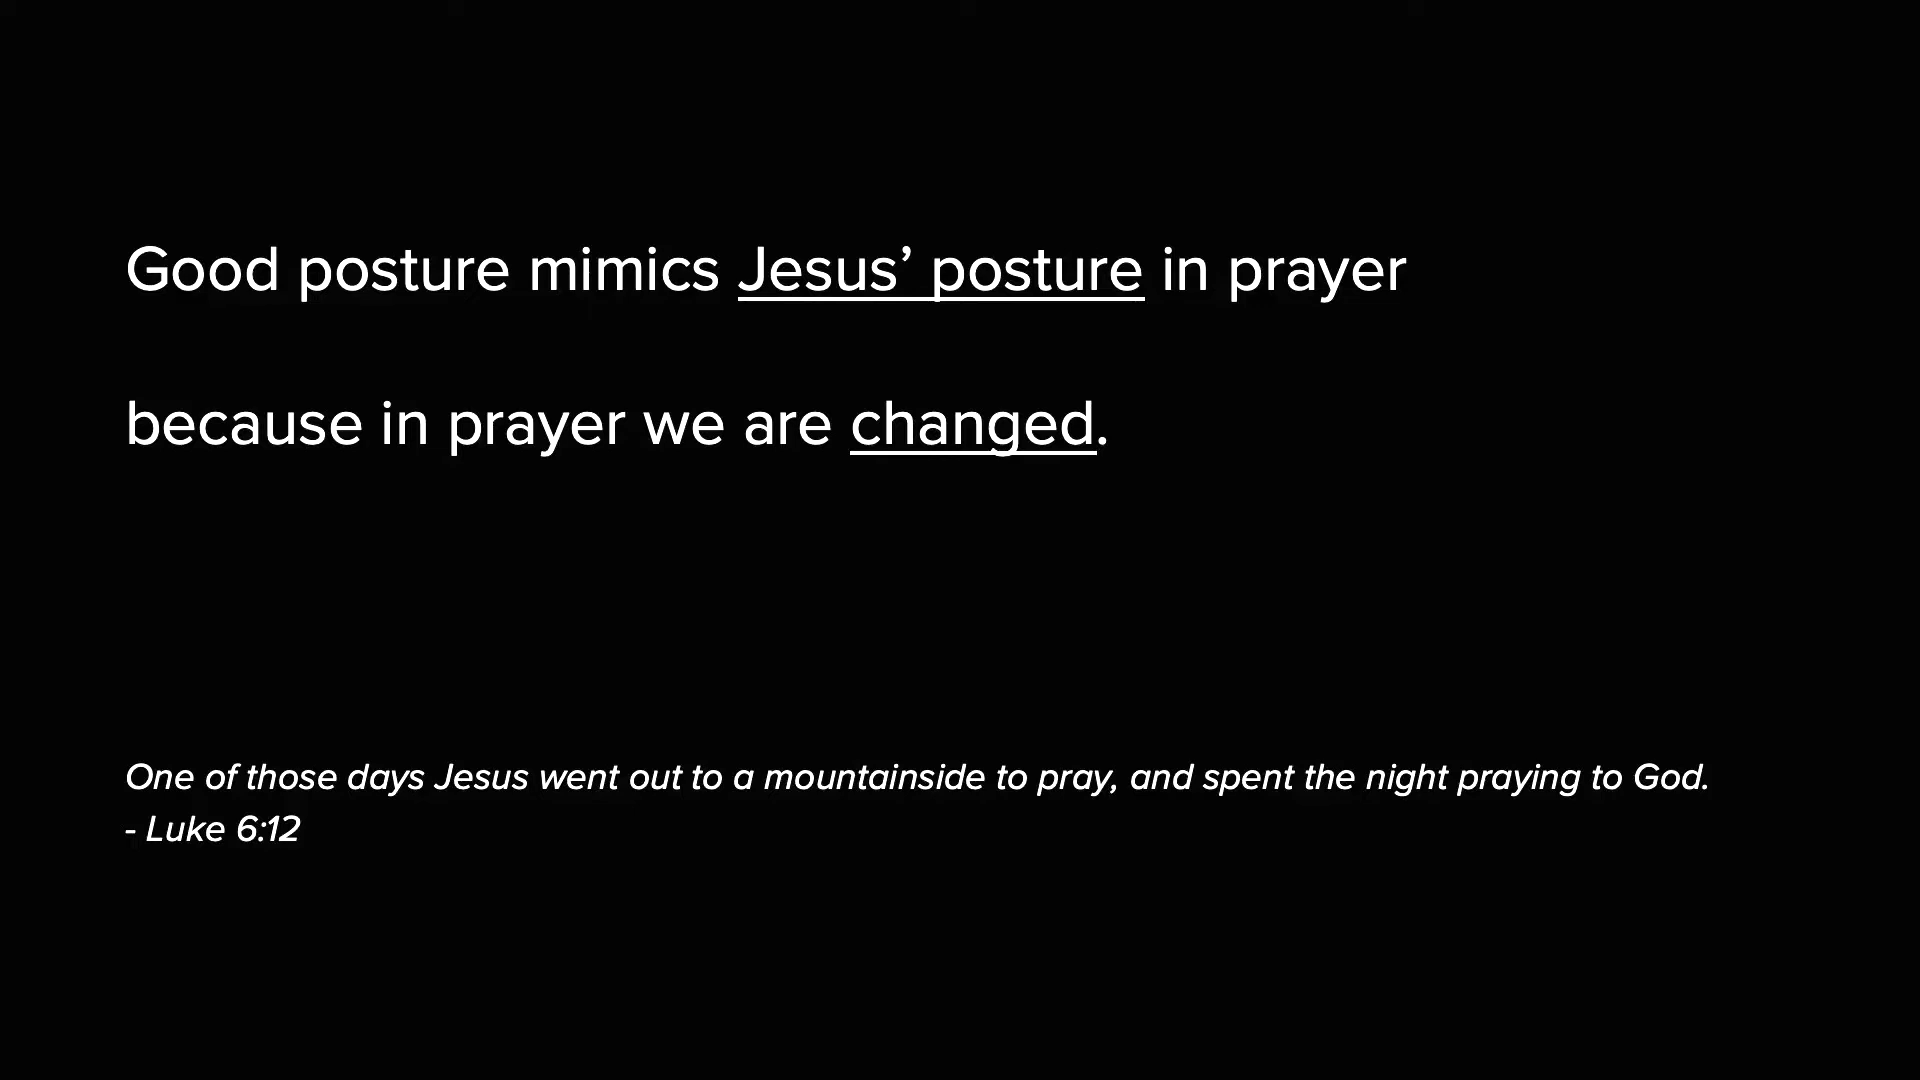 Good posture mimics Jesus’ posture in prayer
because in prayer we are changed.
One of those days Jesus went out to a mountainside to pray, and spent the night praying to God.
- Luke 6:12